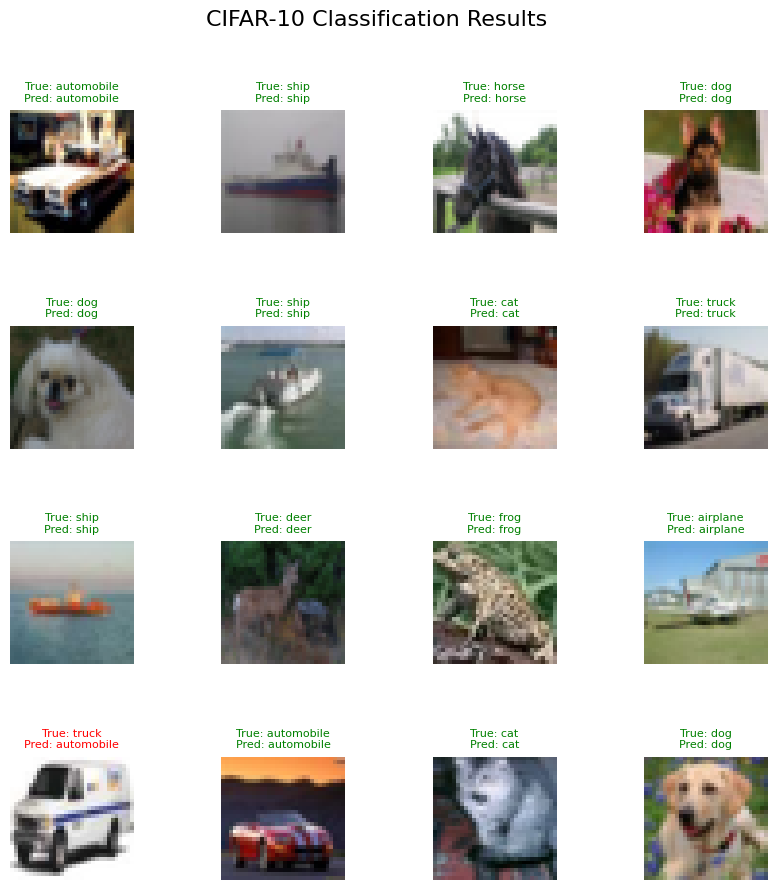 CIFAR-10 Classification Results
True: automobile
Pred: automobile
True: ship
Pred: ship
True: horse
Pred: horse
True: dog
Pred: dog
True: dog
Pred: dog
True: ship
Pred: ship
True: cat
Pred: cat
True: truck
Pred: truck
True: ship
Pred: ship
True: deer
Pred: deer
True: frog
Pred: frog
True: airplane
Pred: airplane
True: truck
Pred: automobile
True: automobile
Pred: automobile
True: cat
Pred: cat
True: dog
Pred: dog